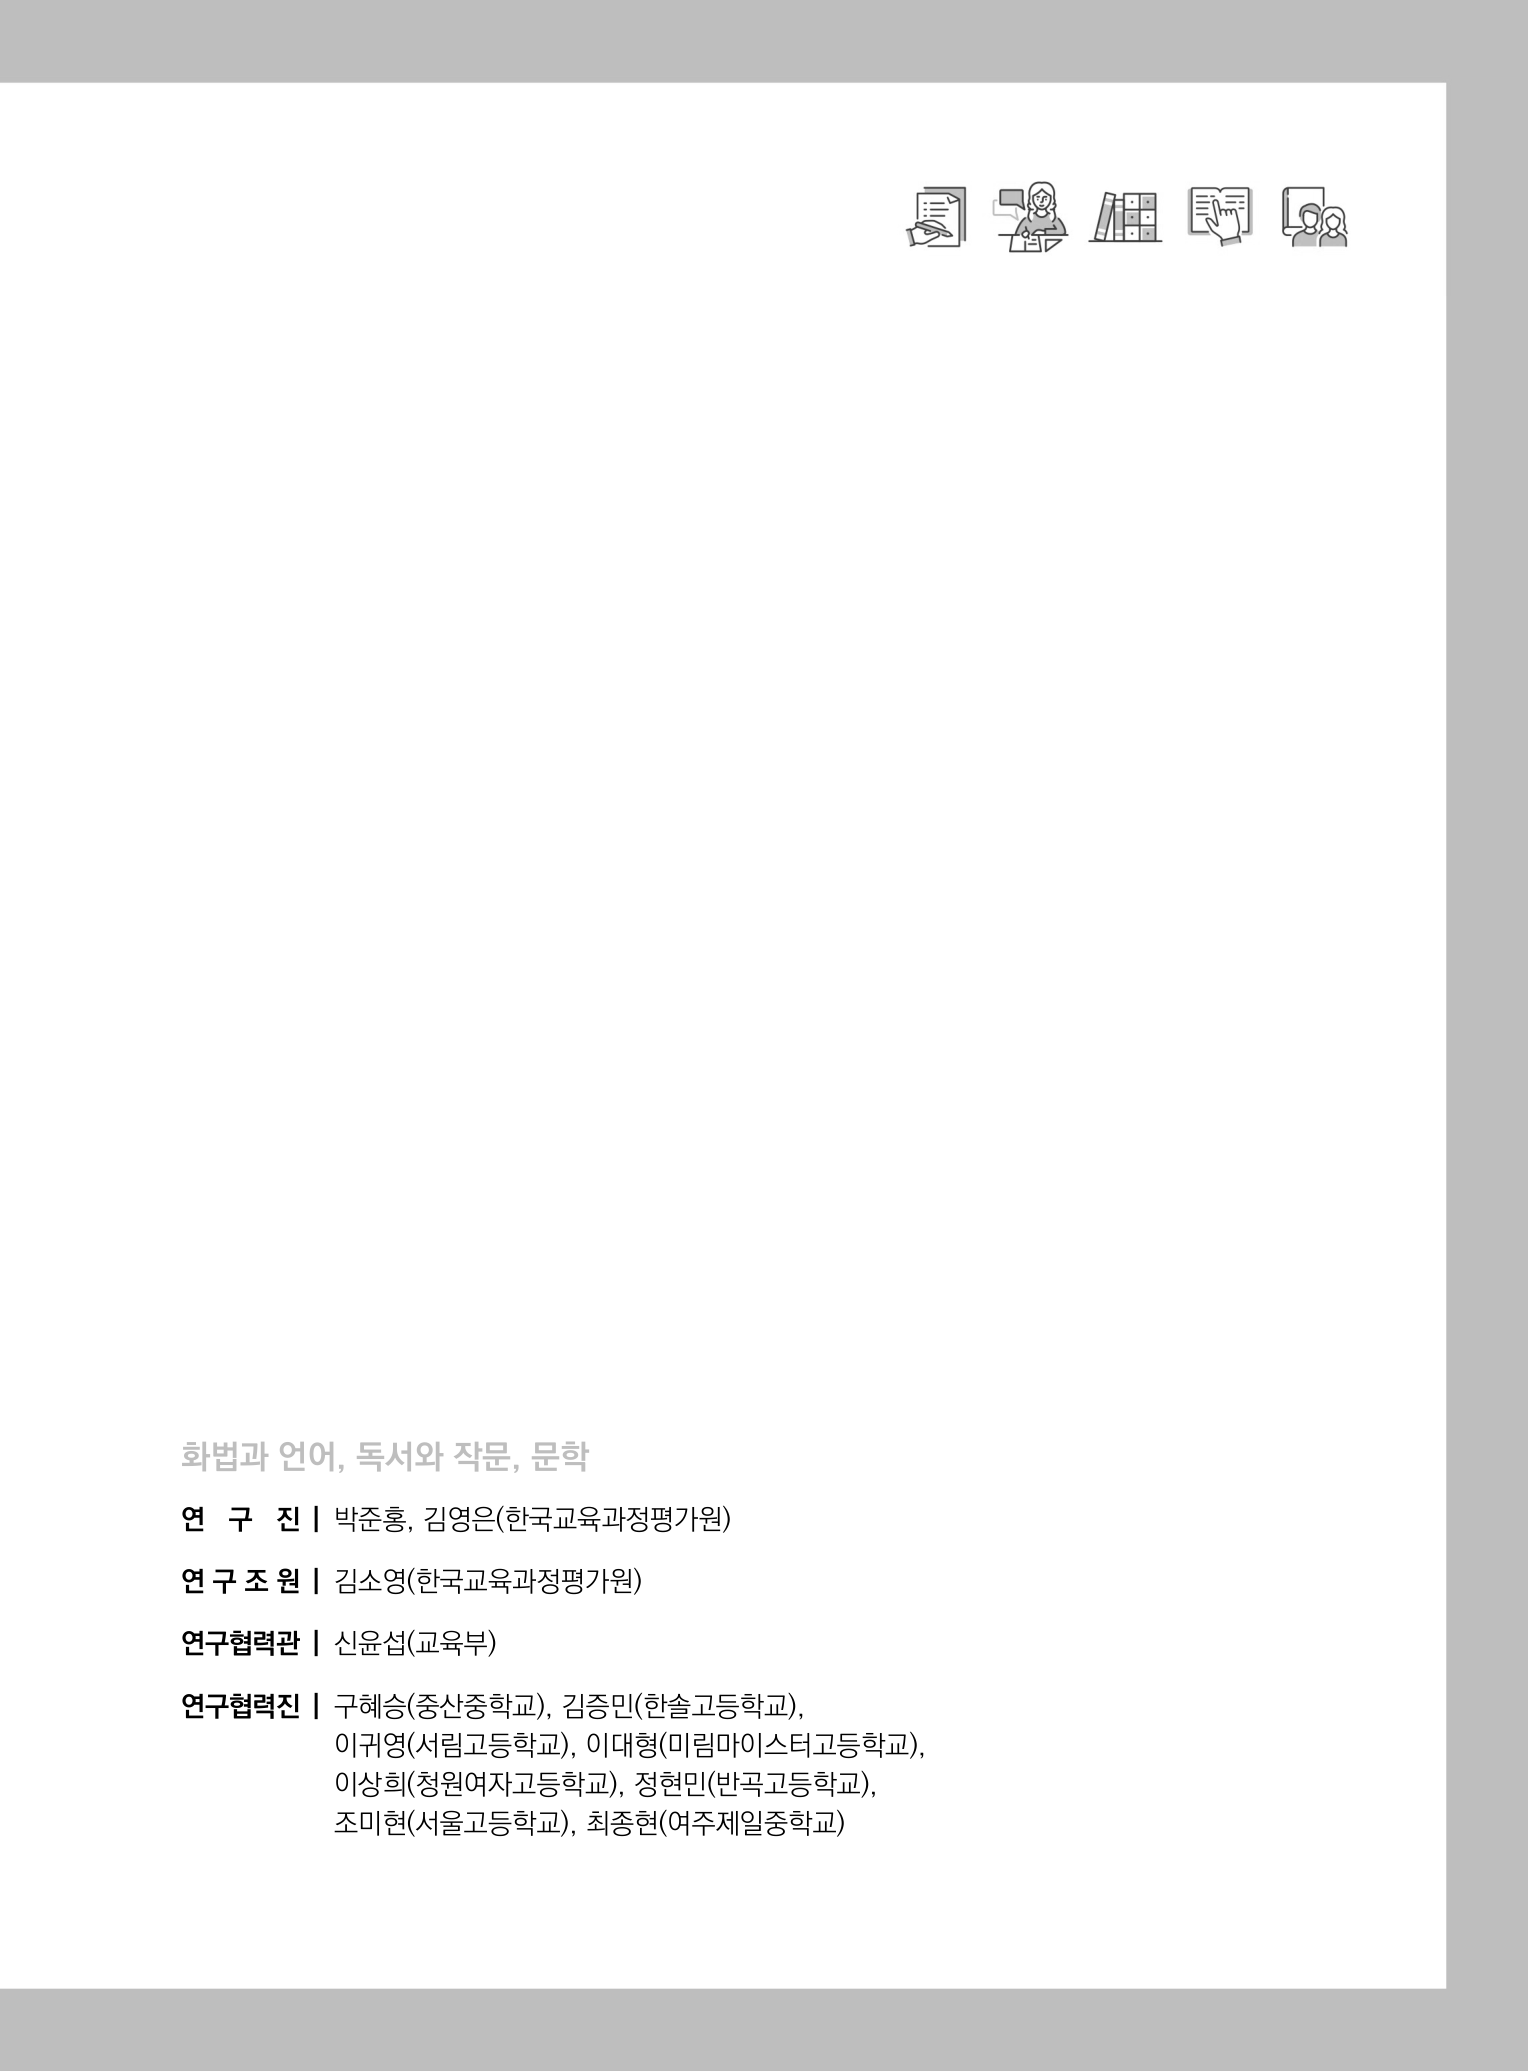 화법과 언어, 독서와 작문, 문학
연 구 진 | 박준홍, 김영은(한국교육과정평가원)
연 구 조 원 | 김소영(한국교육과정평가원)
연구협력관 | 신윤섭(교육부)
연구협력진 | 구혜승(중산중학교), 김증민(한솔고등학교),
이귀영(서림고등학교), 이대형(미림마이스터고등학교),
이상희(청원여자고등학교), 정현민(반곡고등학교),
조미현(서울고등학교), 최종현(여주제일중학교)